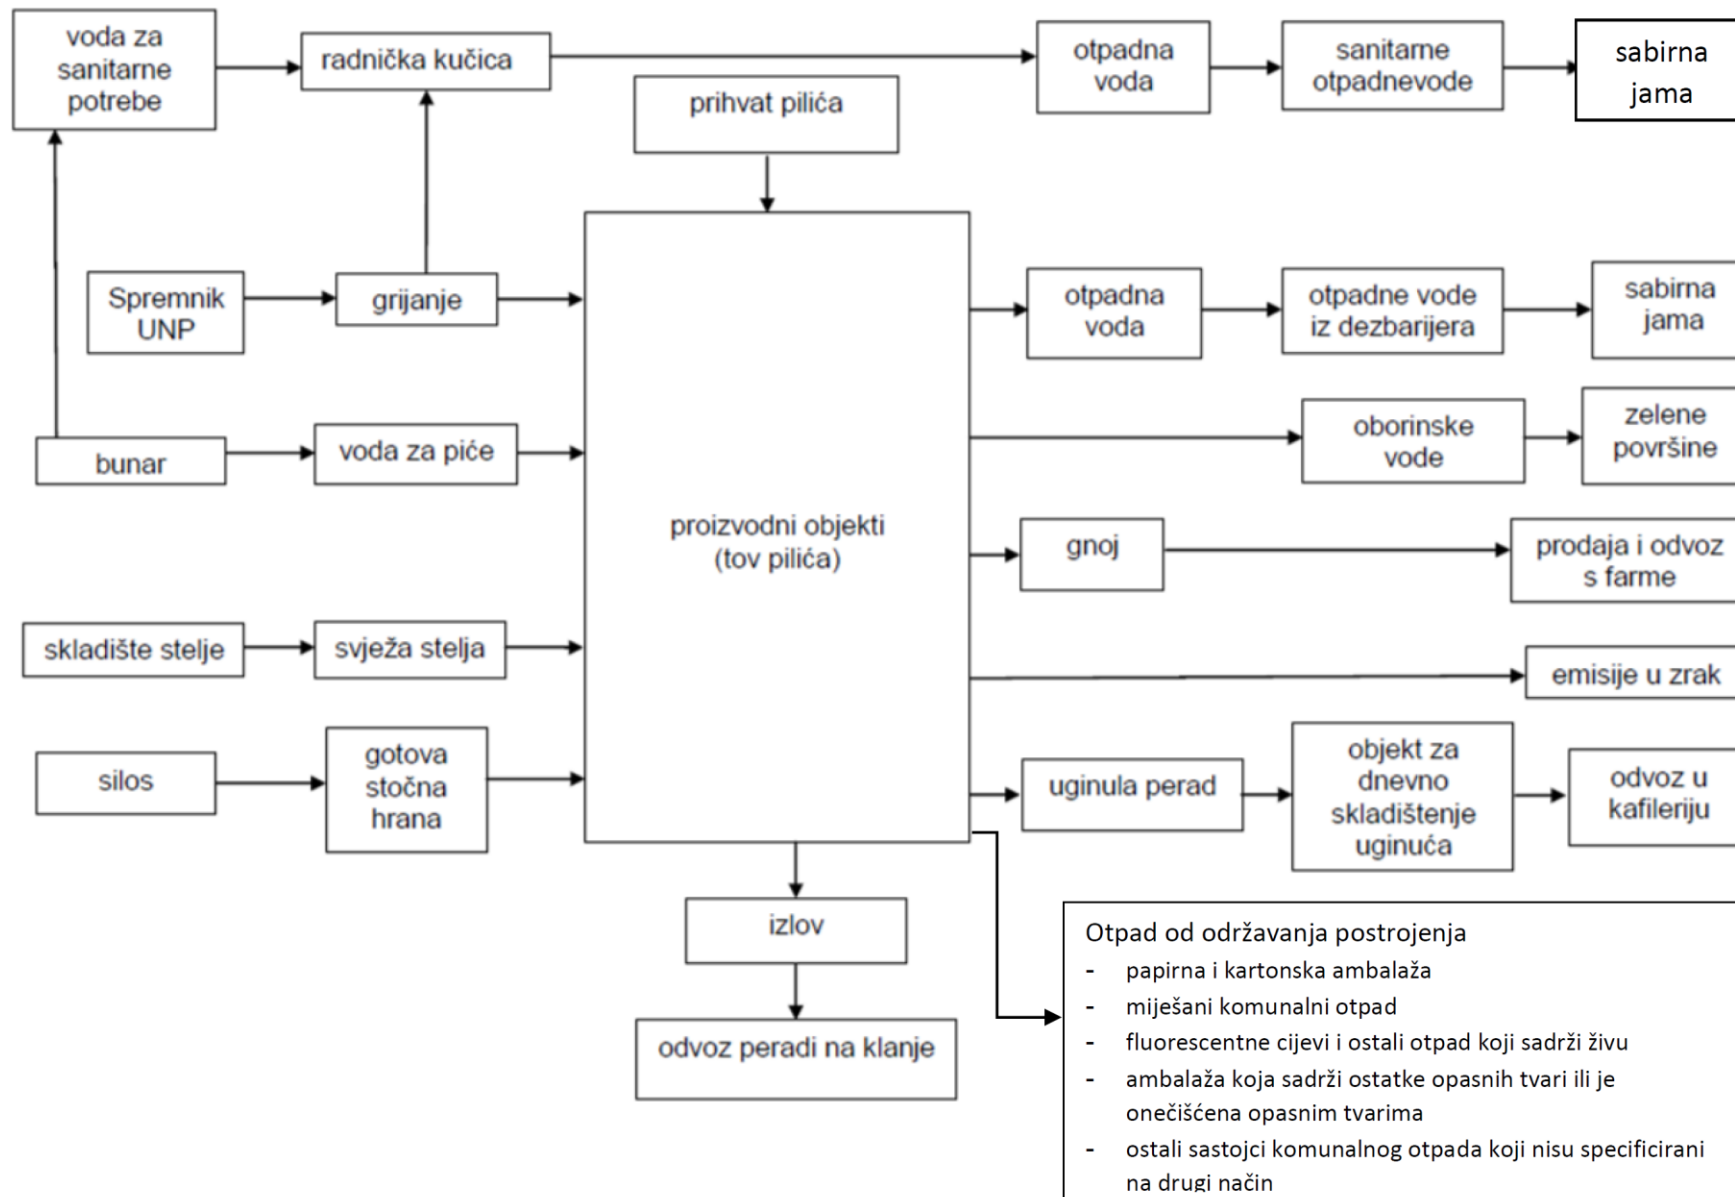 voda za
sanitarne
potrebe
radnička kučica
otpadna
voda
sanitarne
otpadnevode
sabirna
jama
prihvat pilića
Spremnik
UNP
grijanje
otpadna
voda
otpadne vode
iz dezbarijera
sabirna
jama
bunar
voda za piće
oborinske
vode
zelene
površine
proizvodni objekti
(tov pilića)
gnoj
prodaja i odvoz
s farme
skladište stelje
svježa stelja
emisije u zrak
silos
gotova
stočna
hrana
uginula perad
objekt za
dnevno
skladištenje
uginuća
odvoz u
kafileriju
izlov
odvoz peradi na klanje
Otpad od održavanja postrojenja
- papirna i kartonska ambalaža
- miješani komunalni otpad
- fluorescentne cijevi i ostali otpad koji sadrži živu
- ambalaža koja sadrži ostatke opasnih tvari ili je
onečišćena opasnim tvarima
- ostali sastojci komunalnog otpada koji nisu specificirani
na drugi način